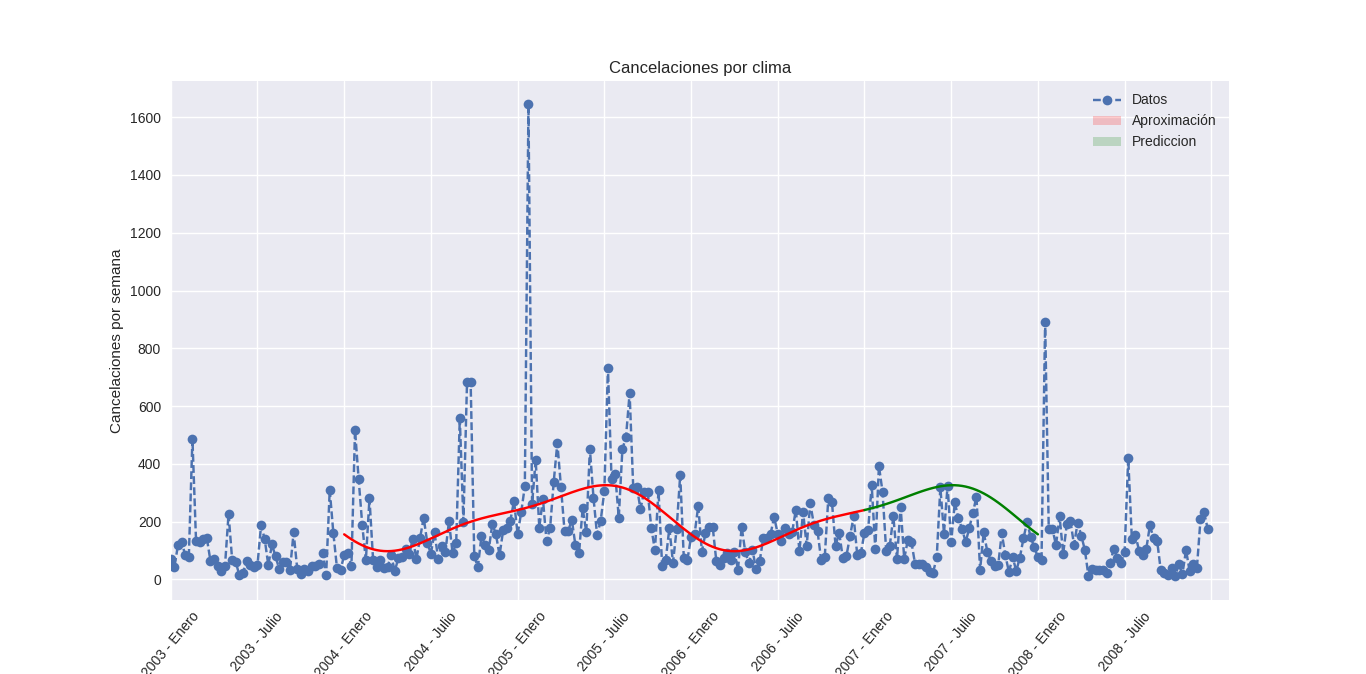 Cancelaciones por clima
Datos
Aproximación
Prediccion
Cancelaciones por semana
1600
1400
1200
1000
800
600
400
200
0
2003 - Enero
2003 - Julio
2004 - Enero
2004 - Julio
2005 - Enero
2005 - Julio
2006 - Enero
2006 - Julio
2007 - Enero
2007 - Julio
2008 - Enero
2008 - Julio